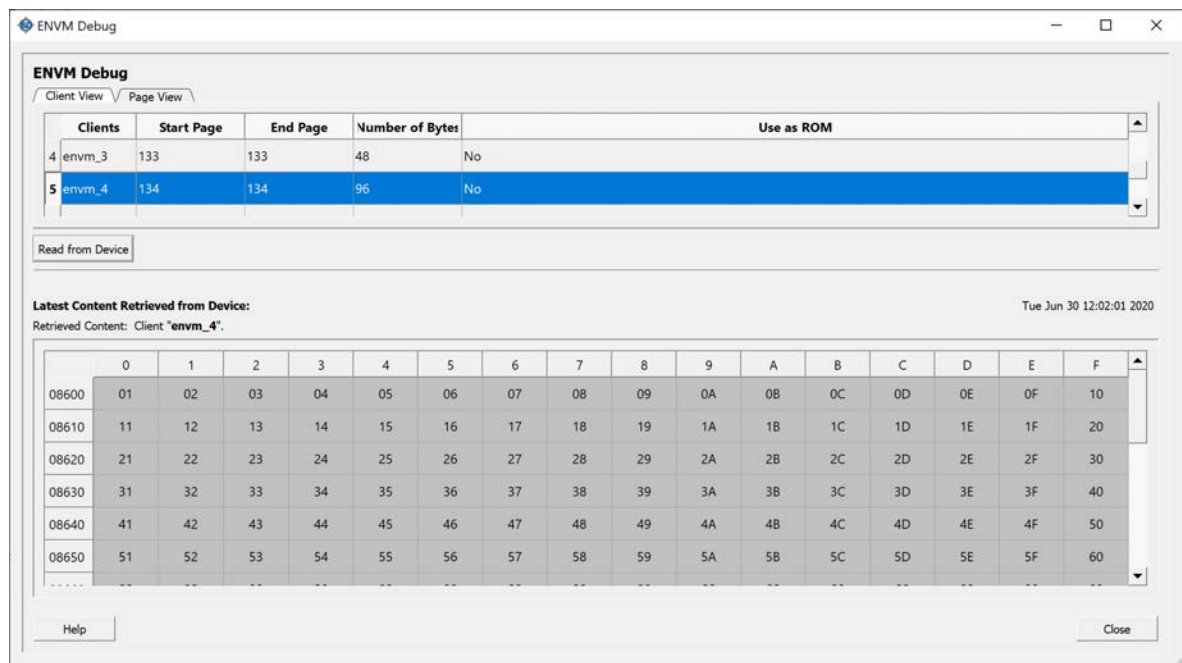 ENVM Debug
ENVM Debug
Client View Page View
Clients Start Page End Page Number of Bytes Use as ROM
4 envm_3 133 133 48 No
5 envm_4 134 134 96 No
Read from Device
Latest Content Retrieved from Device: Tue Jun 30 12:02:01 2020
Retrieved Content: Client "envm_4".
0 1 2 3 4 5 6 7 8 9 A B C D E F
08600 01 02 03 04 05 06 07 08 09 0A 0B 0C 0D 0E 0F 10
08610 11 12 13 14 15 16 17 18 19 1A 1B 1C 1D 1E 1F 20
08620 21 22 23 24 25 26 27 28 29 2A 2B 2C 2D 2E 2F 30
08630 31 32 33 34 35 36 37 38 39 3A 3B 3C 3D 3E 3F 40
08640 41 42 43 44 45 46 47 48 49 4A 4B 4C 4D 4E 4F 50
08650 51 52 53 54 55 56 57 58 59 5A 5B 5C 5D 5E 5F 60
Help Close